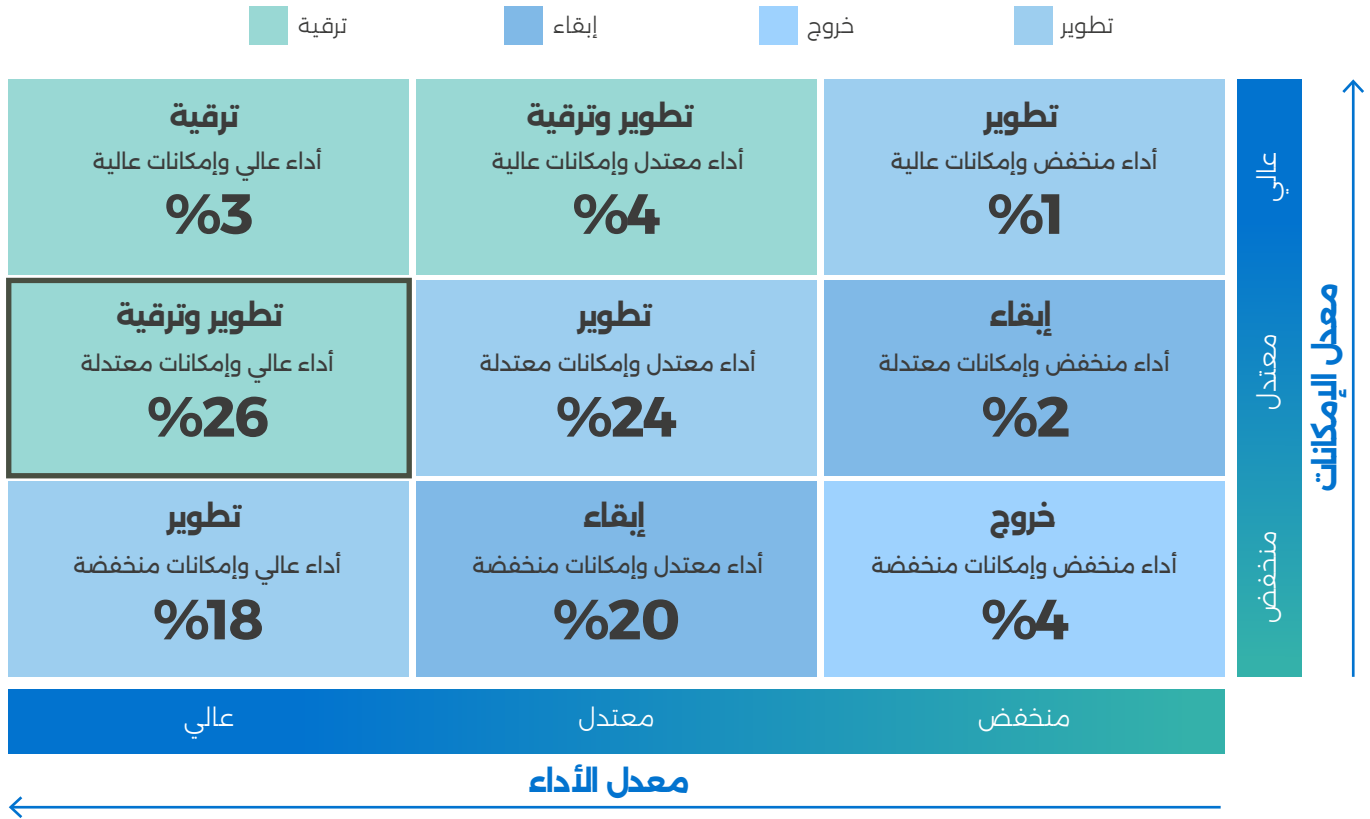 تطوير
خروج
إبقاء
ترقية
تطوير
أداء منخفض وإمكانات عالية
%1
تطوير وترقية
أداء معتدل وإمكانات عالية
%4
ترقية
أداء عالي وإمكانات عالية
%3
إبقاء
أداء منخفض وإمكانات معتدلة
%2
تطوير
أداء معتدل وإمكانات معتدلة
%24
تطوير وترقية
أداء عالي وإمكانات معتدلة
%26
خروج
أداء منخفض وإمكانات منخفضة
%4
إبقاء
أداء معتدل وإمكانات منخفضة
%20
تطوير
أداء عالي وإمكانات منخفضة
%18
معدل الإمكانات
عالي
معتدل
منخفض
منخفض
معتدل
عالي
معدل الأداء